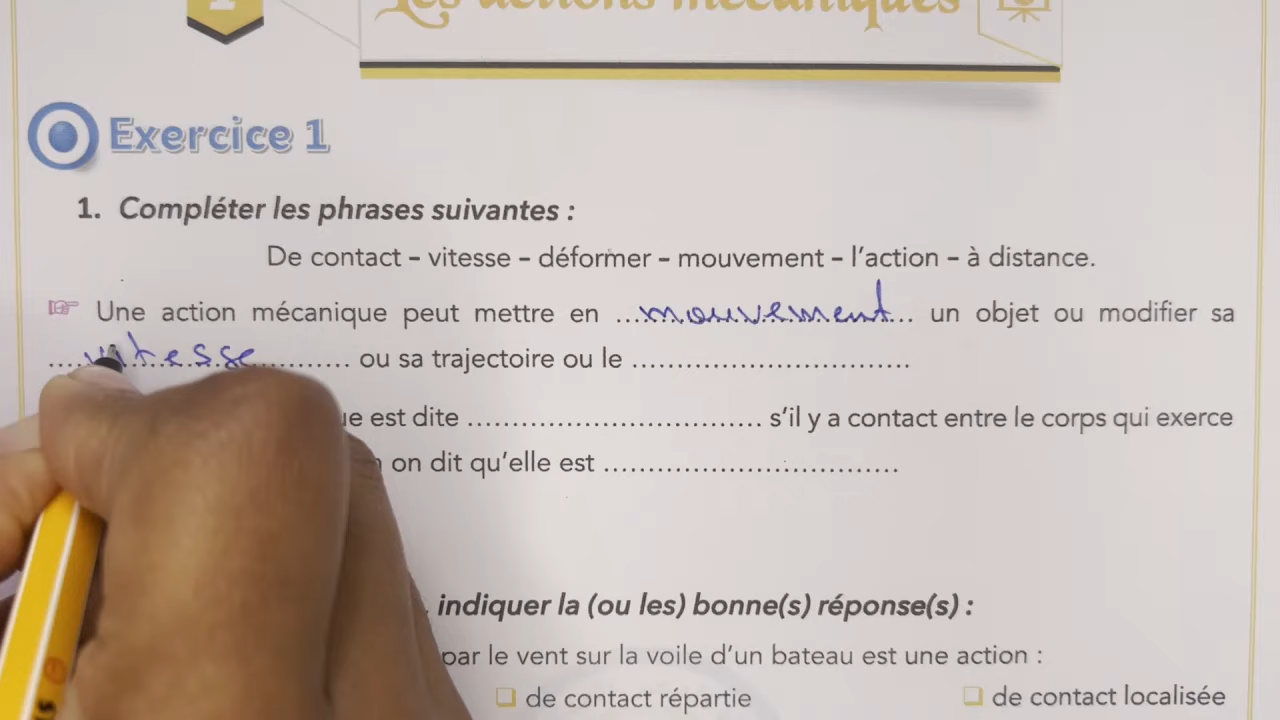 Les actions mécaniques
Exercice 1
1. Compléter les phrases suivantes :
De contact – vitesse – déformer – mouvement – l'action – à distance.
Une action mécanique peut mettre en ...mouvement... un objet ou modifier sa
....vitesse.......... ou sa trajectoire ou le ...............................
est dite ................................ s'il y a contact entre le corps qui exerce
on dit qu'elle est .................................
indiquer la (ou les) bonne(s) réponse(s) :
par le vent sur la voile d'un bateau est une action :
de contact répartie de contact localisée